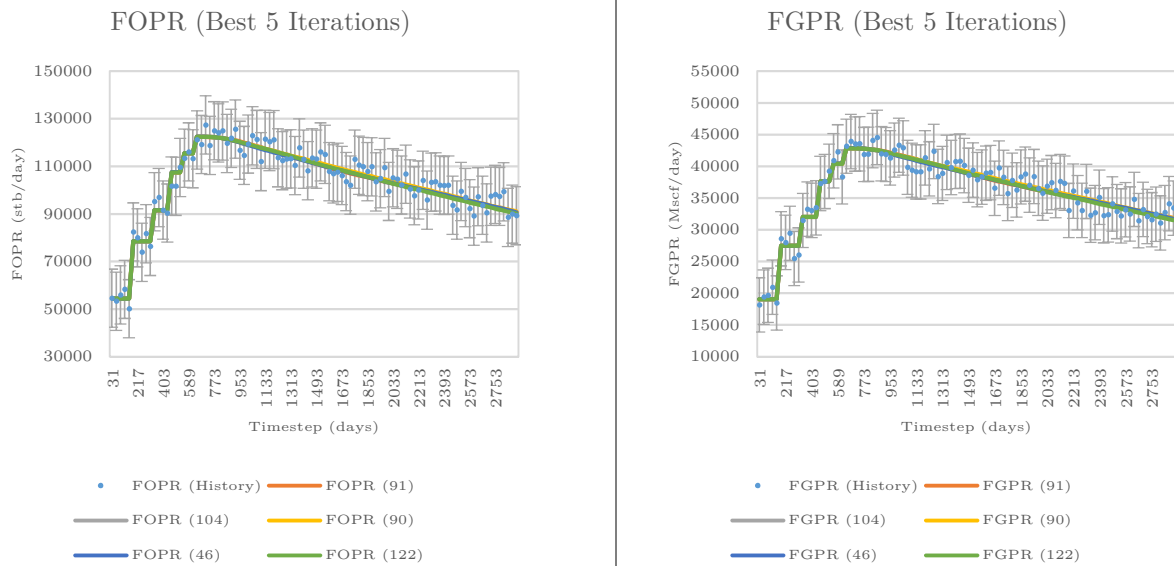 FOPR (Best 5 Iterations)
150000
130000
110000
90000
70000
50000
30000
FOPR (stb/day)
31
217
403
589
773
953
1133
1313
1493
1673
1853
2033
2213
2393
2573
2753
Timestep (days)
FOPR (History)
FOPR (91)
FOPR (104)
FOPR (90)
FOPR (46)
FOPR (122)
FGPR (Best 5 Iterations)
55000
50000
45000
40000
35000
30000
25000
20000
15000
10000
FGPR (Mscf/day)
31
217
403
589
773
953
1133
1313
1493
1673
1853
2033
2213
2393
2573
2753
Timestep (days)
FGPR (History)
FGPR (91)
FGPR (104)
FGPR (90)
FGPR (46)
FGPR (122)